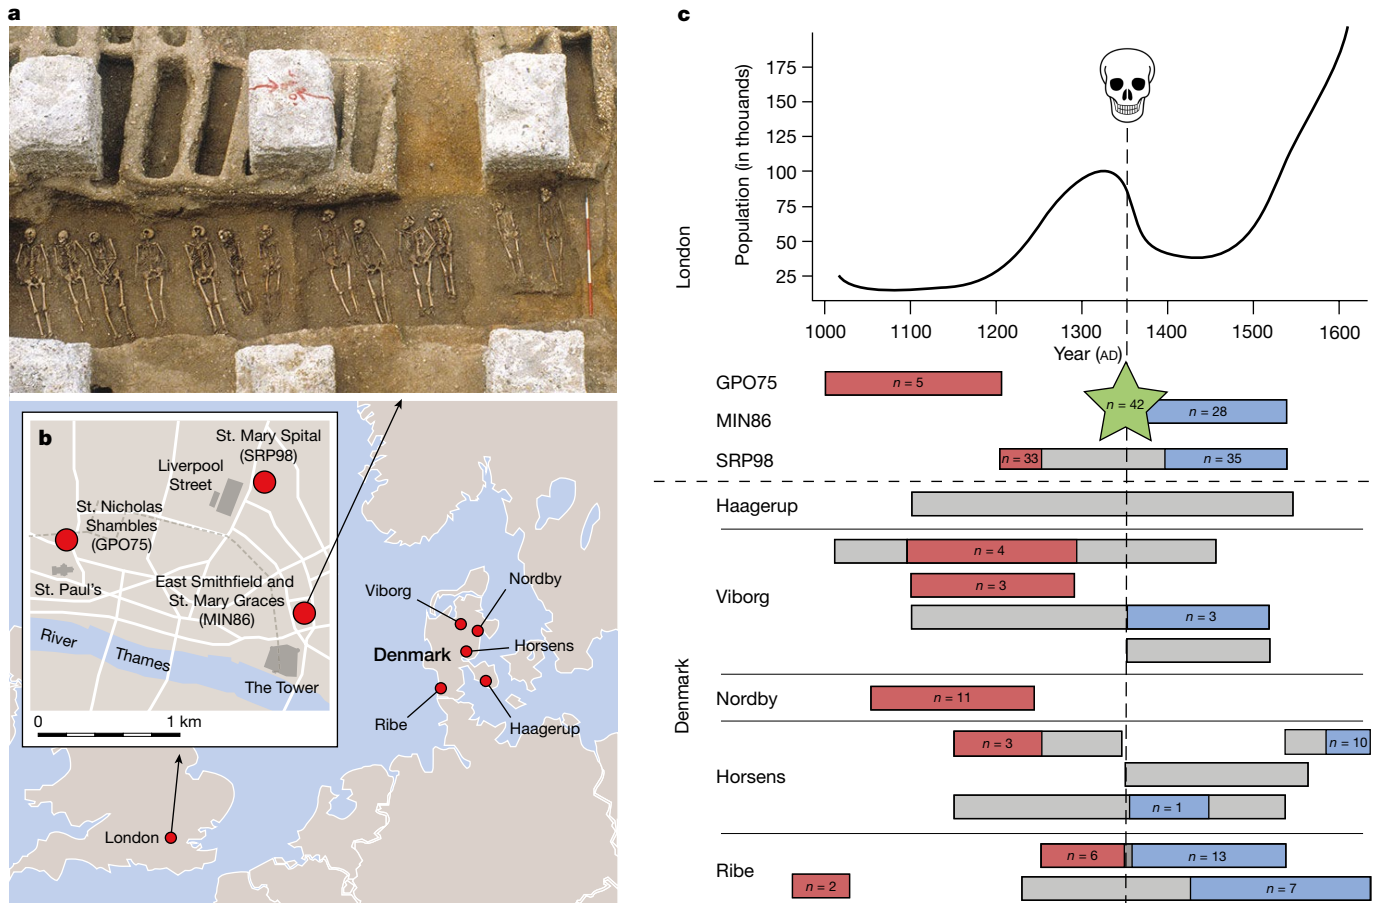 a
b
St. Mary Spital
(SRP98)
Liverpool
Street
St. Nicholas
Shambles
(GPO75)
St. Paul's
East Smithfield and
St. Mary Graces
(MIN86)
River
Thames
The Tower
0
1 km
London
Viborg
Nordby
Horsens
Denmark
Ribe
Haagerup
c
London
Population (in thouands)
175
150
125
100
75
50
25
1000
1100
1200
1300
1400
1500
1600
Year (AD)
GPO75
n = 5
n = 42
MIN86
n = 28
SRP98
n = 33
n = 35
Denmark
Haagerup
Viborg
n = 4
n = 3
n = 3
Nordby
n = 11
Horsens
n = 3
n = 10
n = 1
Ribe
n = 6
n = 13
n = 2
n = 7